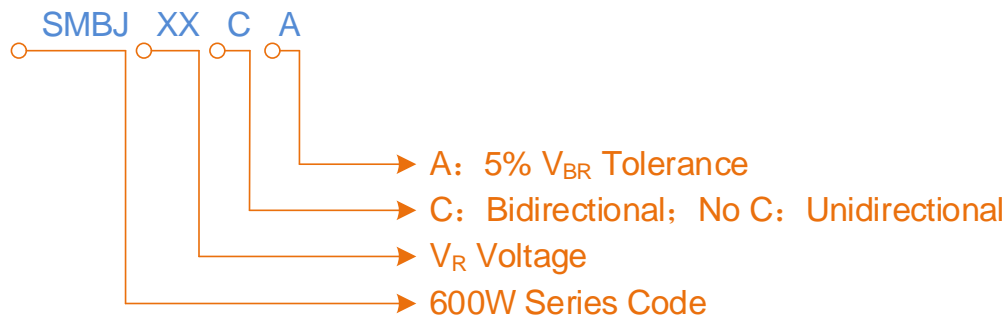 SMBJ XX C A
A：5% VBR Tolerance
C：Bidirectional；No C：Unidirectional
VR Voltage
600W Series Code